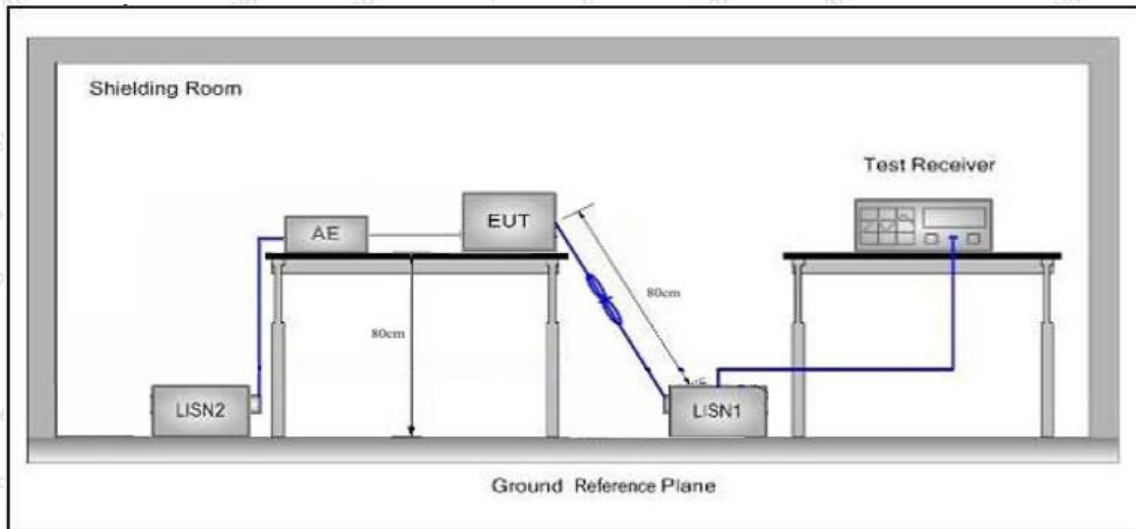 Shielding Room
Test Receiver
AE
EUT
80cm
80cm
LISN2
LISN1
Ground Reference Plane